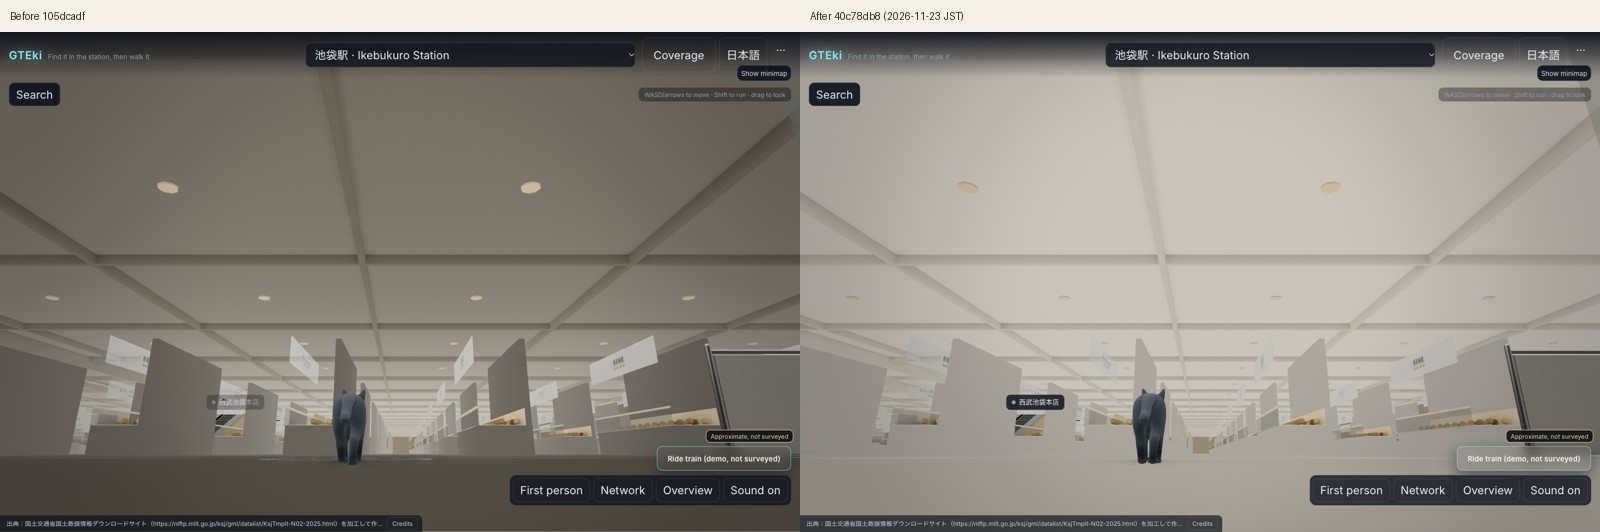 Before 105dcadf
GTEki Find it in the station, then walk it
池袋駅 · Ikebukuro Station
Coverage
日本語
...
Show minimap
Search
WASD/arrows to move · Shift to run · drag to look
西武池袋本店
Approximate, not surveyed
Ride train (demo, not surveyed)
First person
Network
Overview
Sound on
出典：国土交通省国土数値情報ダウンロードサイト（https://nlftp.mlit.go.jp/ksj/gml/datalist/KsjTmplt-N02-2025.html）を加工して作...
Credits
After 40c78db8 (2026-11-23 JST)
GTEki Find it in the station, then walk it
池袋駅 · Ikebukuro Station
Coverage
日本語
...
Show minimap
Search
WASD/arrows to move · Shift to run · drag to look
西武池袋本店
Approximate, not surveyed
Ride train (demo, not surveyed)
First person
Network
Overview
Sound on
出典：国土交通省国土数値情報ダウンロードサイト（https://nlftp.mlit.go.jp/ksj/gml/datalist/KsjTmplt-N02-2025.html）を加工して作...
Credits